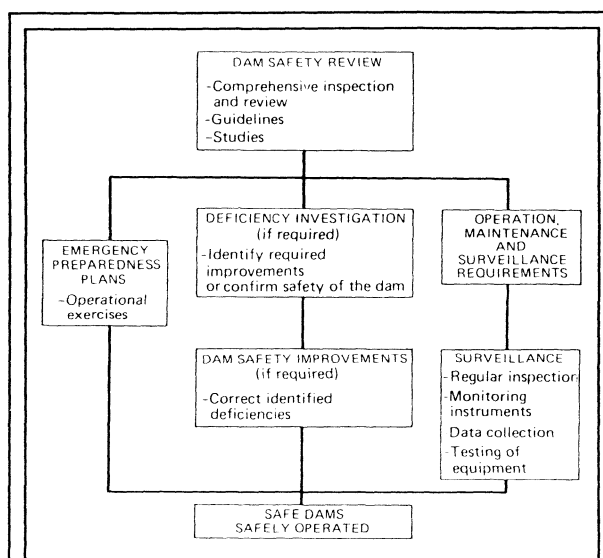 DAM SAFETY REVIEW
-Comprehensive inspection
and review
-Guidelines
-Studies
EMERGENCY
PREPAREDNESS
PLANS
-Operational
exercises
DEFICIENCY INVESTIGATION
(if required)
-Identify required
improvements
or confirm safety of the dam
OPERATION,
MAINTENANCE
AND
SURVEILLANCE
REQUIREMENTS
DAM SAFETY IMPROVEMENTS
(if required)
-Correct identified
deficiencies
SURVEILLANCE
-Regular inspection
-Monitoring
instruments
Data collection
-Testing of
equipment
SAFE DAMS
SAFELY OPERATED